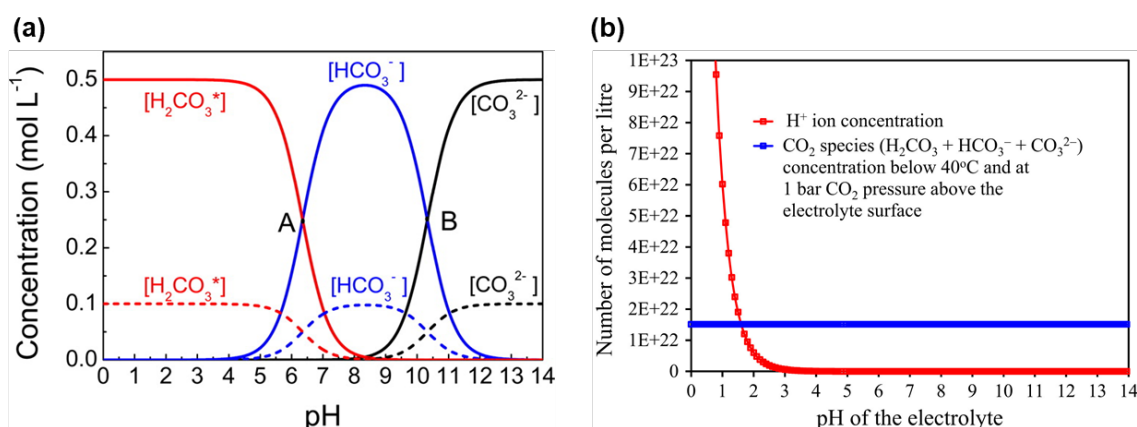 (a)
Concentration (mol L⁻¹)
0.5
0.4
0.3
0.2
0.1
0.0
[H₂CO₃*]
[HCO₃⁻]
[CO₃²⁻]
A
B
[H₂CO₃*]
[HCO₃⁻]
[CO₃²⁻]
0 1 2 3 4 5 6 7 8 9 10 11 12 13 14
pH
(b)
Number of molecules per litre
1E+23
9E+22
8E+22
7E+22
6E+22
5E+22
4E+22
3E+22
2E+22
1E+22
0
H⁺ ion concentration
CO₂ species (H₂CO₃ + HCO₃⁻ + CO₃²⁻)
concentration below 40°C and at
1 bar CO₂ pressure above the
electrolyte surface
0 1 2 3 4 5 6 7 8 9 10 11 12 13 14
pH of the electrolyte